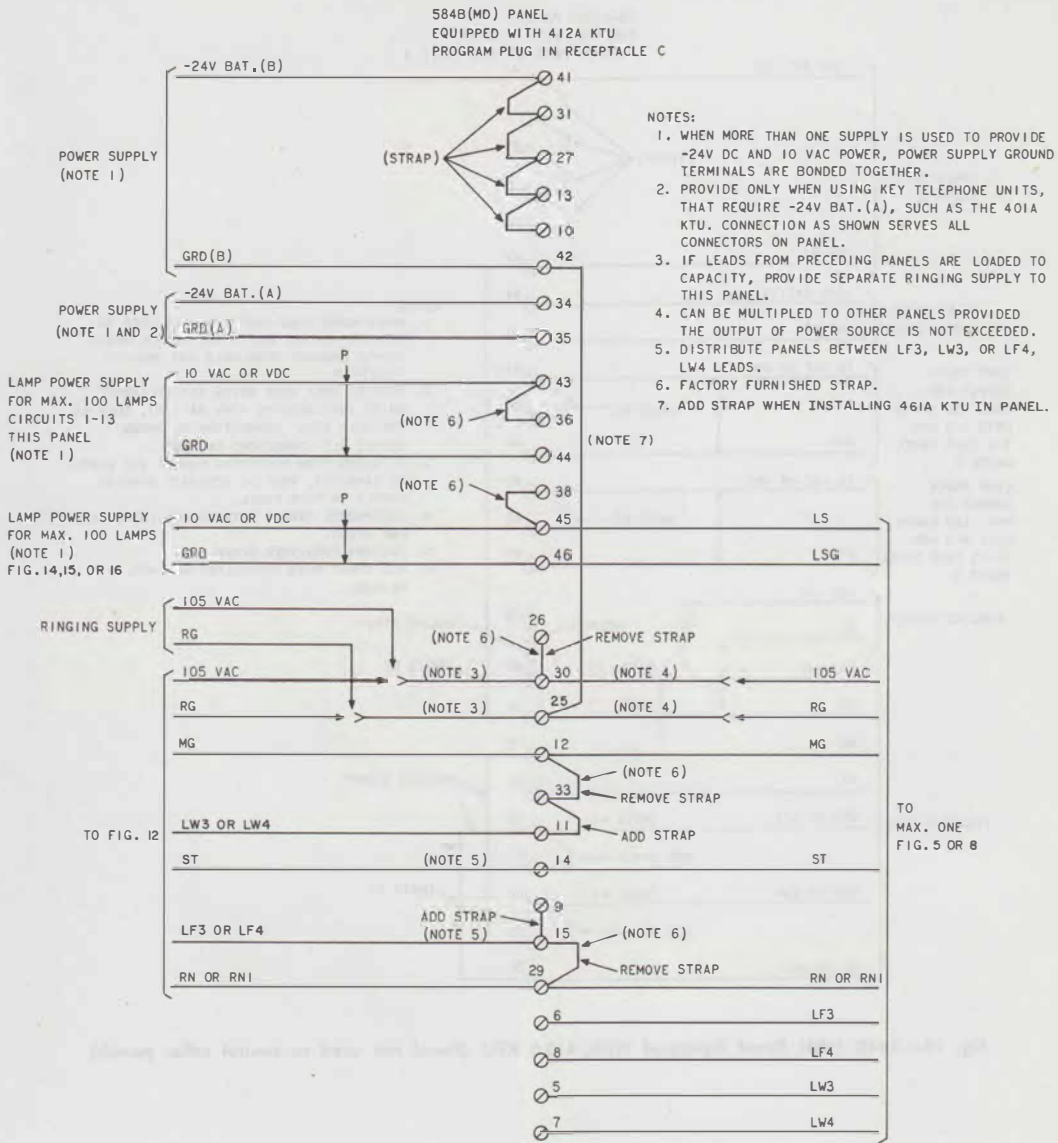 584B(MD) PANEL
EQUIPPED WITH 412A KTU
PROGRAM PLUG IN RECEPTACLE C
-24V BAT.(B)
41
31
POWER SUPPLY
(NOTE 1)
(STRAP)
27
13
10
GRD(B)
42
NOTES:
1. WHEN MORE THAN ONE SUPPLY IS USED TO PROVIDE
-24V DC AND 10 VAC POWER, POWER SUPPLY GROUND
TERMINALS ARE BONDED TOGETHER.
2. PROVIDE ONLY WHEN USING KEY TELEPHONE UNITS,
THAT REQUIRE -24V BAT.(A), SUCH AS THE 401A
KTU. CONNECTION AS SHOWN SERVES ALL
CONNECTORS ON PANEL.
3. IF LEADS FROM PRECEDING PANELS ARE LOADED TO
CAPACITY, PROVIDE SEPARATE RINGING SUPPLY TO
THIS PANEL.
4. CAN BE MULTIPLED TO OTHER PANELS PROVIDED
THE OUTPUT OF POWER SOURCE IS NOT EXCEEDED.
5. DISTRIBUTE PANELS BETWEEN LF3, LW3, OR LF4,
LW4 LEADS.
6. FACTORY FURNISHED STRAP.
7. ADD STRAP WHEN INSTALLING 461A KTU IN PANEL.
-24V BAT.(A)
34
POWER SUPPLY
(NOTE 1 AND 2)
GRD(A)
35
P
10 VAC OR VDC
43
LAMP POWER SUPPLY
FOR MAX. 100 LAMPS
CIRCUITS 1-13
THIS PANEL
(NOTE 1)
(NOTE 6)
36
GRD
44
(NOTE 7)
(NOTE 6)
38
P
LAMP POWER SUPPLY
FOR MAX. 100 LAMPS
(NOTE 1)
FIG. 14,15, OR 16
10 VAC OR VDC
45
LS
GRD
46
LSG
105 VAC
RINGING SUPPLY
RG
26
(NOTE 6)
REMOVE STRAP
105 VAC
(NOTE 3)
30
(NOTE 4)
105 VAC
RG
(NOTE 3)
25
(NOTE 4)
RG
MG
12
MG
(NOTE 6)
33
REMOVE STRAP
TO FIG. 12
LW3 OR LW4
11
ADD STRAP
TO
MAX. ONE
FIG. 5 OR 8
ST
(NOTE 5)
14
ST
9
ADD STRAP
(NOTE 5)
LF3 OR LF4
15
(NOTE 6)
REMOVE STRAP
RN OR RN1
29
RN OR RN1
6
LF3
8
LF4
5
LW3
7
LW4